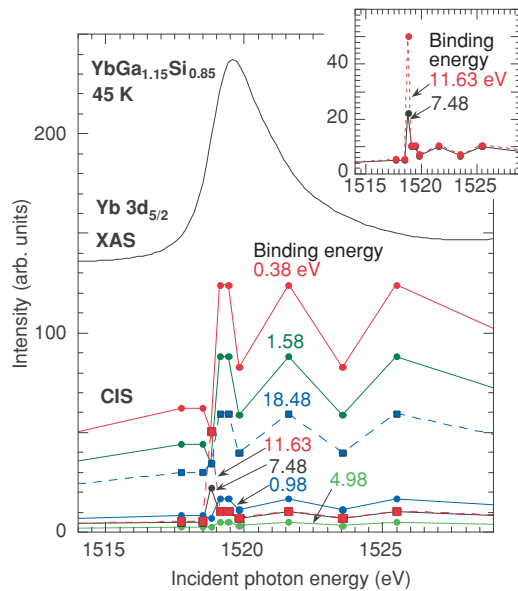 YbGa1.15Si0.85
45 K
Yb 3d5/2
XAS
CIS
Binding energy
0.38 eV
1.58
18.48
11.63
7.48
0.98
4.98
Intensity (arb. units)
0
100
200
1515
1520
1525
Incident photon energy (eV)
Binding
energy
11.63 eV
7.48
0
20
40
1515
1520
1525